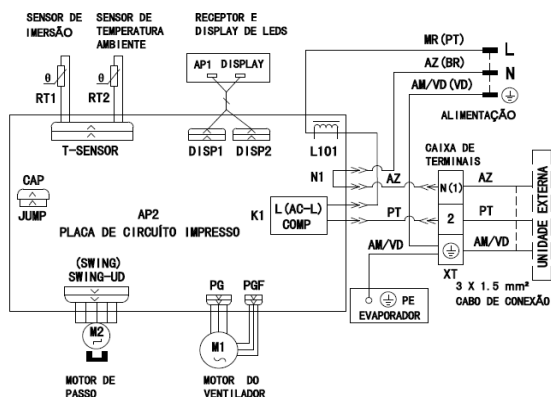 SENSOR DE
IMERSÃO
SENSOR DE
TEMPERATURA
AMBIENTE
RECEPTOR E
DISPLAY DE LEDS
MR(PT)
L
AZ(BR)
N
AM/VD(VD)
ALIMENTAÇÃO
θ
RT1
θ
RT2
AP1 DISPLAY
T-SENSOR
DISP1
DISP2
L101
CAIXA DE
TERMINAIS
N1
AZ
N(1)
AZ
CAP
JUMP
AP2
PLACA DE CIRCUÍTO IMPRESSO
K1
L(AC-L)
COMP
PT
2
PT
UNIDADE EXTERNA
AM/VD
AM/VD
XT
(SWING)
SWING-UD
PG
PGF
PE
EVAPORADOR
3 X 1.5 mm²
CABO DE CONEXÃO
M2
M1
MOTOR DE
PASSO
MOTOR DO
VENTILADOR